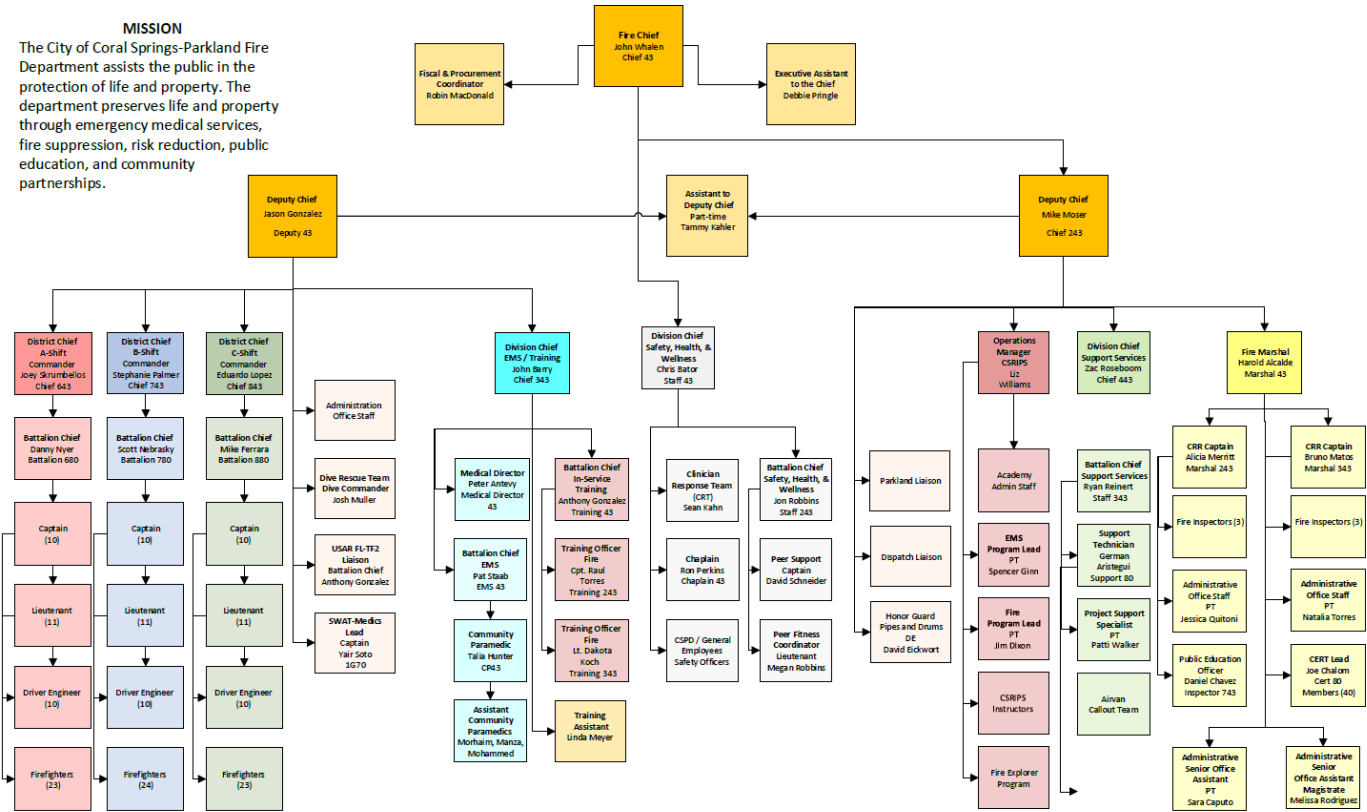 MISSION
The City of Coral Springs-Parkland Fire
Department assists the public in the
protection of life and property. The
department preserves life and property
through emergency medical services,
fire suppression, risk reduction, public
education, and community
partnerships.
Fire Chief
John Whalen
Chief 43
Fiscal & Procurement
Coordinator
Robin MacDonald
Executive Assistant
to the Chief
Debbie Pringle
Deputy Chief
Jason Gonzalez
Deputy 43
Assistant to
Deputy Chief
Part-time
Tammy Kahler
Deputy Chief
Mike Moser
Chief 243
District Chief
A-Shift
Commander
Joey Skrumbellos
Chief 643
District Chief
B-Shift
Commander
Stephanie Palmer
Chief 743
District Chief
C-Shift
Commander
Eduardo Lopez
Chief 843
Division Chief
EMS / Training
John Barry
Chief 343
Division Chief
Safety, Health, &
Wellness
Chris Bator
Staff 43
Operations
Manager
CSRIPS
Liz
Williams
Division Chief
Support Services
Zac Roseboom
Chief 443
Fire Marshal
Harold Alcalde
Marshal 43
Battalion Chief
Danny Nyer
Battalion 680
Battalion Chief
Scott Nebrasky
Battalion 780
Battalion Chief
Mike Ferrara
Battalion 880
Captain
(10)
Captain
(10)
Captain
(10)
Lieutenant
(11)
Lieutenant
(11)
Lieutenant
(11)
Driver Engineer
(10)
Driver Engineer
(10)
Driver Engineer
(10)
Firefighters
(23)
Firefighters
(24)
Firefighters
(23)
Administration
Office Staff
Dive Rescue Team
Dive Commander
Josh Muller
USAR FL-TF2
Liaison
Battalion Chief
Anthony Gonzalez
SWAT-Medics
Lead
Captain
Yair Soto
1G70
Medical Director
Peter Antevy
Medical Director
43
Battalion Chief
EMS
Pat Staab
EMS 43
Community
Paramedic
Talia Hunter
CP43
Assistant
Community
Paramedics
Morhaim, Manza,
Mohammed
Battalion Chief
In-Service
Training
Anthony Gonzalez
Training 43
Training Officer
Fire
Cpt. Raul
Torres
Training 243
Training Officer
Fire
Lt. Dakota
Koch
Training 343
Training
Assistant
Linda Meyer
Clinician
Response Team
(CRT)
Sean Kahn
Chaplain
Ron Perkins
Chaplain 43
CSPD / General
Employees
Safety Officers
Battalion Chief
Safety, Health, &
Wellness
Jon Robbins
Staff 243
Peer Support
Captain
David Schneider
Peer Fitness
Coordinator
Lieutenant
Megan Robbins
Parkland Liaison
Dispatch Liaison
Honor Guard
Pipes and Drums
DE
David Eickwort
Academy
Admin Staff
EMS
Program Lead
PT
Spencer Ginn
Fire
Program Lead
PT
Jim Dixon
CSRIPS
Instructors
Fire Explorer
Program
Battalion Chief
Support Services
Ryan Reinert
Staff 343
Support
Technician
German
Aristegui
Support 80
Project Support
Specialist
PT
Patti Walker
Airvan
Callout Team
CRR Captain
Alicia Merritt
Marshal 243
Fire Inspectors (3)
Administrative
Office Staff
PT
Jessica Quitoni
Public Education
Officer
Daniel Chavez
Inspector 743
CRR Captain
Bruno Matos
Marshal 343
Fire Inspectors (3)
Administrative
Office Staff
PT
Natalia Torres
CERT Lead
Joe Chalom
Cert 80
Members (40)
Administrative
Senior Office
Assistant
PT
Sara Caputo
Administrative
Senior
Office Assistant
Magistrate
Melissa Rodriguez